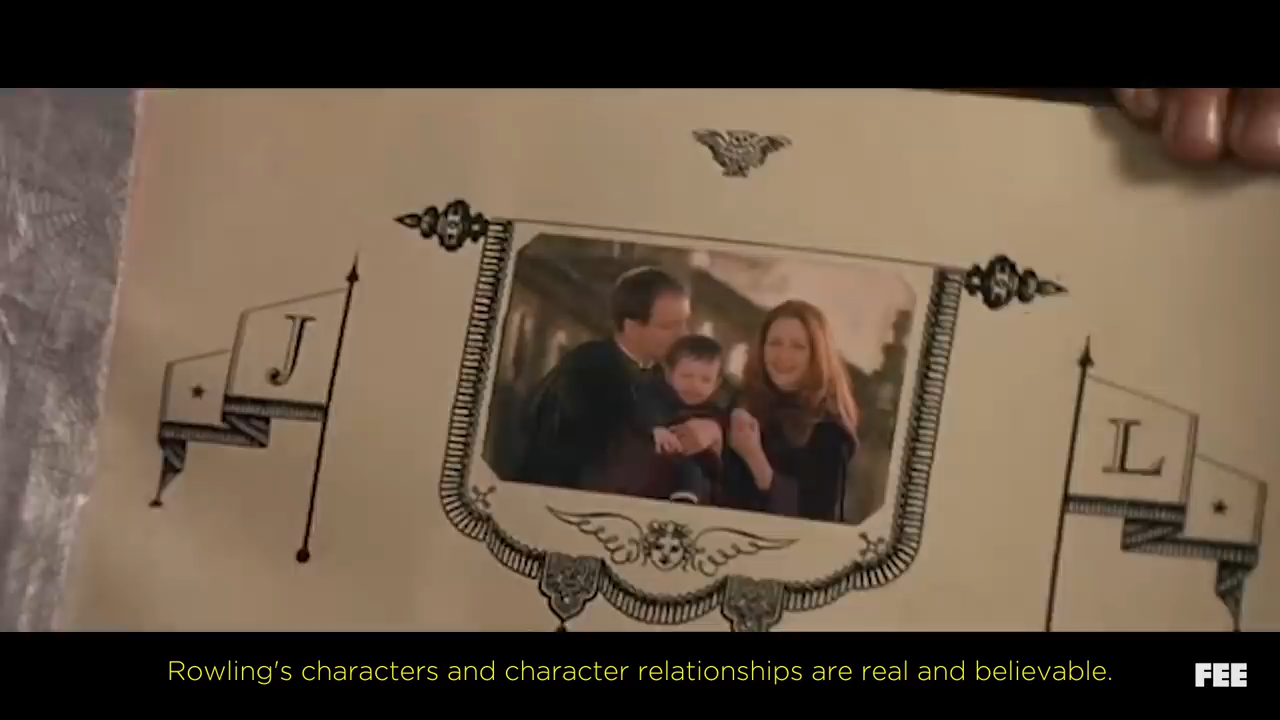 J
L
Rowling's characters and character relationships are real and believable.
FEE